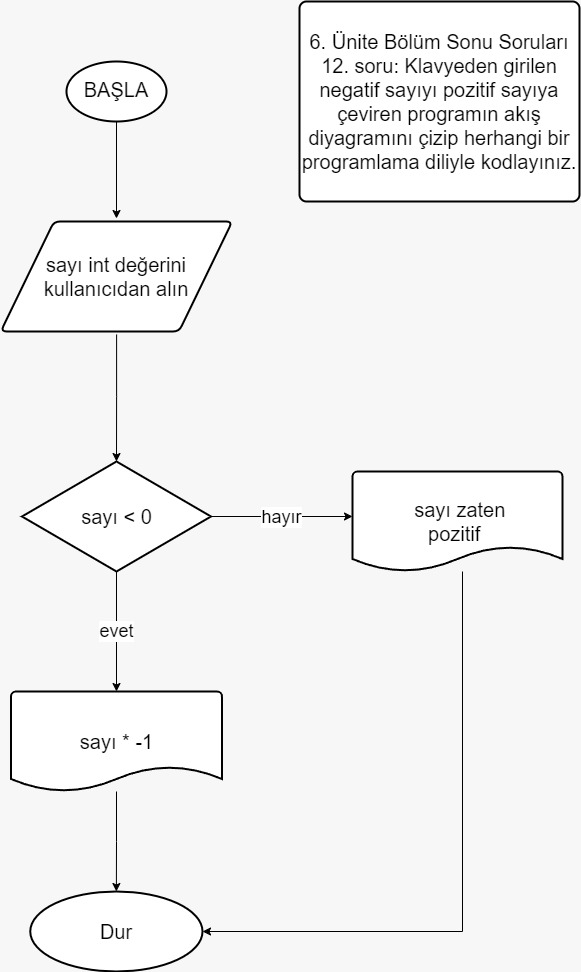 6. Ünite Bölüm Sonu Soruları
12. soru: Klavyeden girilen
negatif sayıyı pozitif sayıya
çeviren programın akış
diyagramını çizip herhangi bir
programlama diliyle kodlayınız.
BAŞLA
sayı int değerini
kullanıcıdan alın
sayı < 0
hayır
sayı zaten
pozitif
evet
sayı * -1
Dur